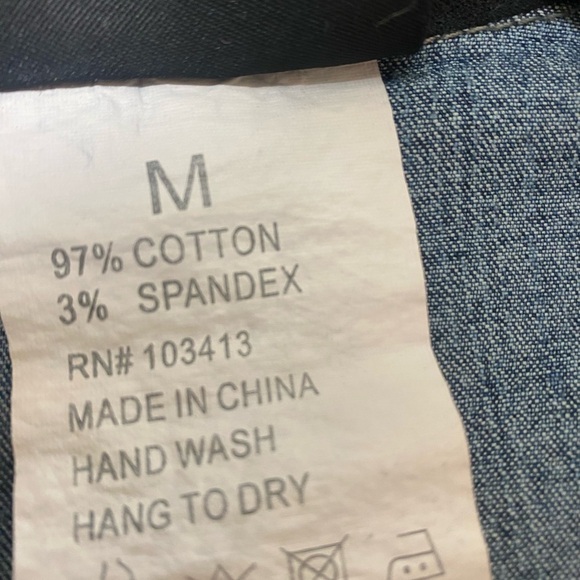 M
97% COTTON
3% SPANDEX
RN# 103413
MADE IN CHINA
HAND WASH
HANG TO DRY